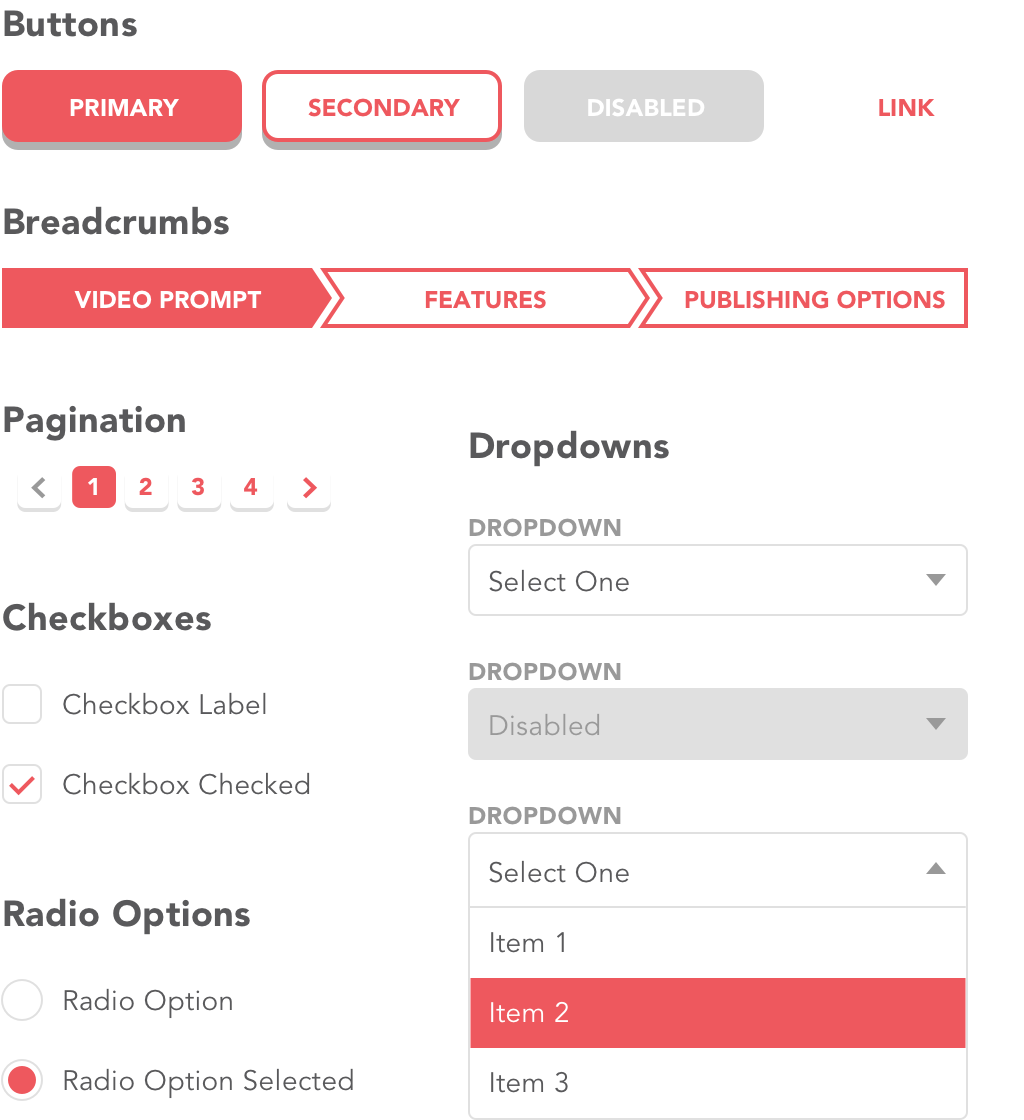 Buttons
PRIMARY SECONDARY DISABLED LINK
Breadcrumbs
VIDEO PROMPT FEATURES PUBLISHING OPTIONS
Pagination
1 2 3 4
Checkboxes
Checkbox Label
Checkbox Checked
Radio Options
Radio Option
Radio Option Selected
Dropdowns
DROPDOWN
Select One
DROPDOWN
Disabled
DROPDOWN
Select One
Item 1
Item 2
Item 3